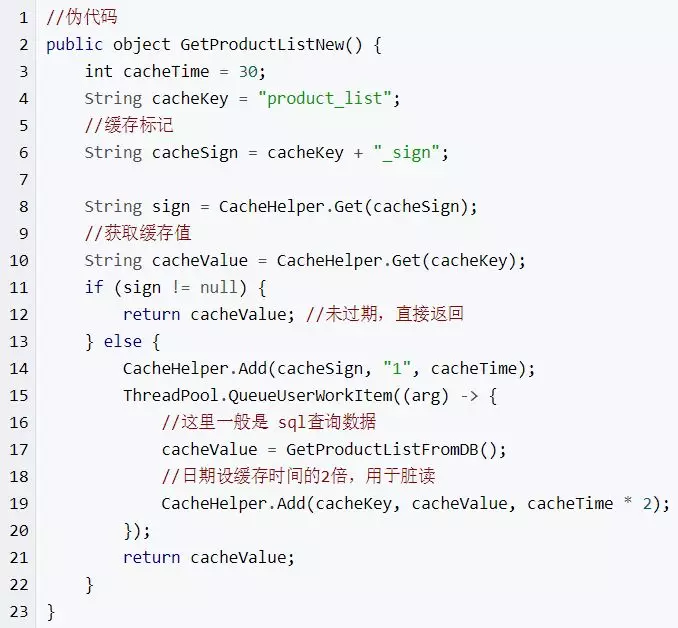 1 //伪代码
2 public object GetProductListNew() {
3     int cacheTime = 30;
4     String cacheKey = "product_list";
5     //缓存标记
6     String cacheSign = cacheKey + "_sign";
7
8     String sign = CacheHelper.Get(cacheSign);
9     //获取缓存值
10     String cacheValue = CacheHelper.Get(cacheKey);
11     if (sign != null) {
12         return cacheValue; //未过期，直接返回
13     } else {
14         CacheHelper.Add(cacheSign, "1", cacheTime);
15         ThreadPool.QueueUserWorkItem((arg) -> {
16             //这里一般是 sql查询数据
17             cacheValue = GetProductListFromDB();
18             //日期设缓存时间的2倍，用于脏读
19             CacheHelper.Add(cacheKey, cacheValue, cacheTime * 2);
20         });
21         return cacheValue;
22     }
23 }